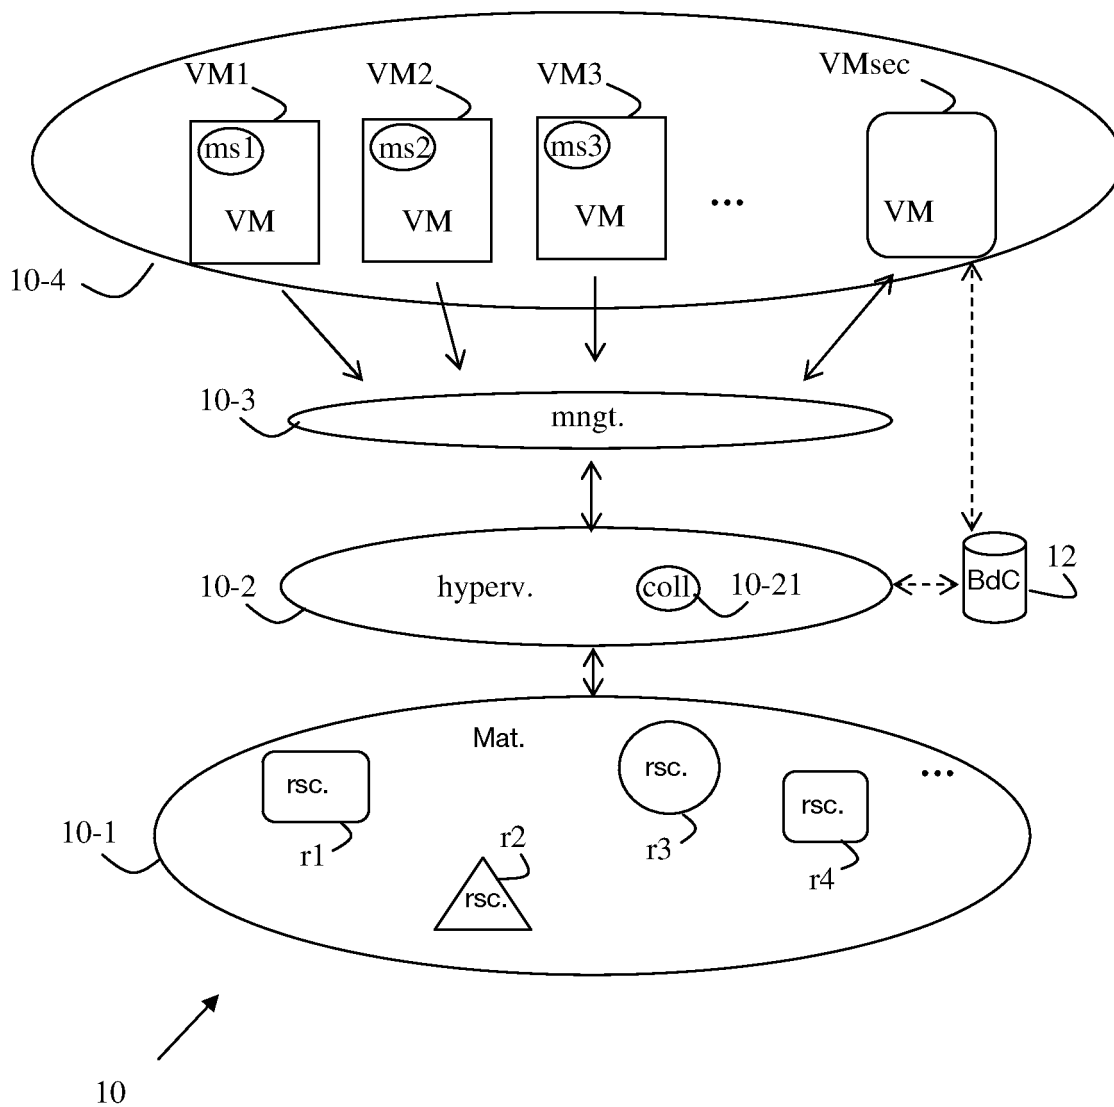 VM1 VM2 VM3 VMsec
ms1 ms2 ms3
VM VM VM ... VM
10-4
10-3 mngt.
10-2 hyperv. coll. 10-21 BdC 12
Mat.
rsc. rsc. rsc. ...
10-1 r1 r2 r3 r4
rsc.
10